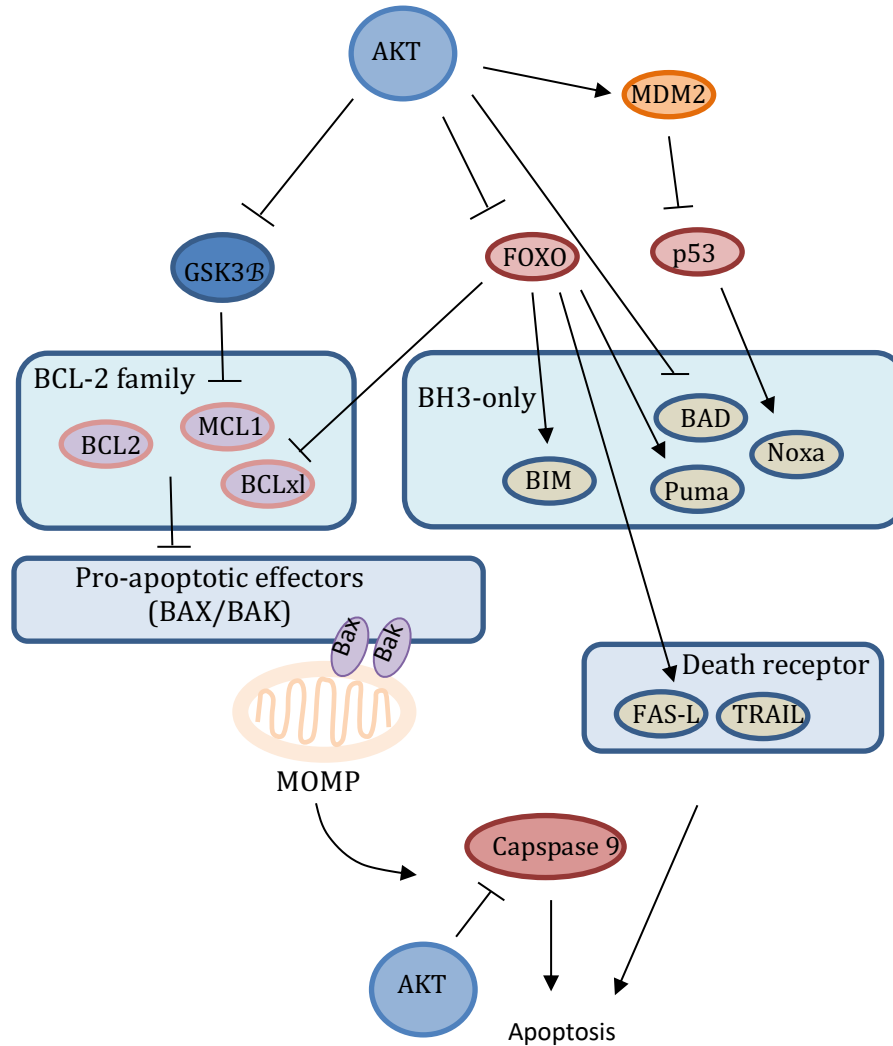 AKT
MDM2
GSK3ℬ
FOXO
p53
BCL-2 family
BH3-only
BCL2
MCL1
BCLxl
BAD
Noxa
BIM
Puma
Pro-apoptotic effectors
(BAX/BAK)
Bax
Bak
Death receptor
FAS-L
TRAIL
MOMP
Capspase 9
AKT
Apoptosis